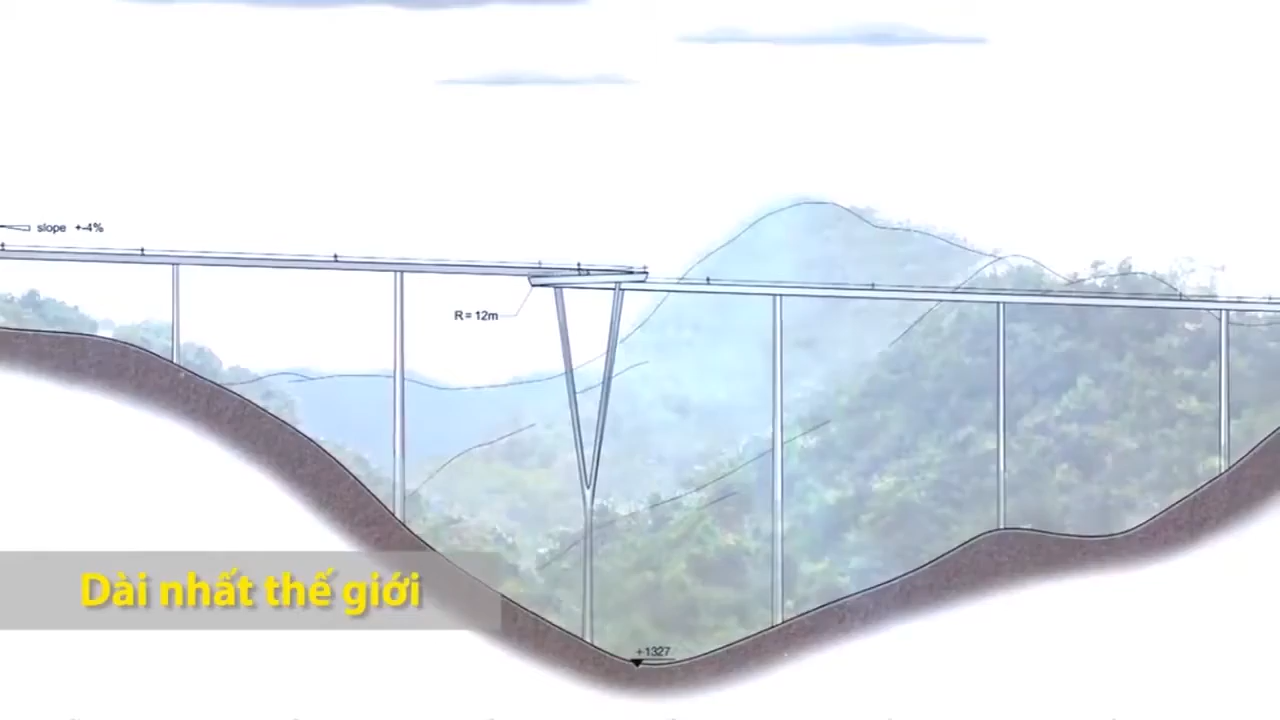 slope +-4%
R = 12m
Dài nhất thế giới
+1327